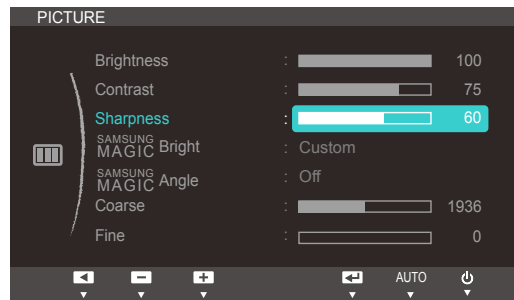 PICTURE
Brightness : 100
Contrast : 75
Sharpness : 60
SAMSUNG MAGIC Bright : Custom
SAMSUNG MAGIC Angle : Off
Coarse : 1936
Fine : 0
AUTO